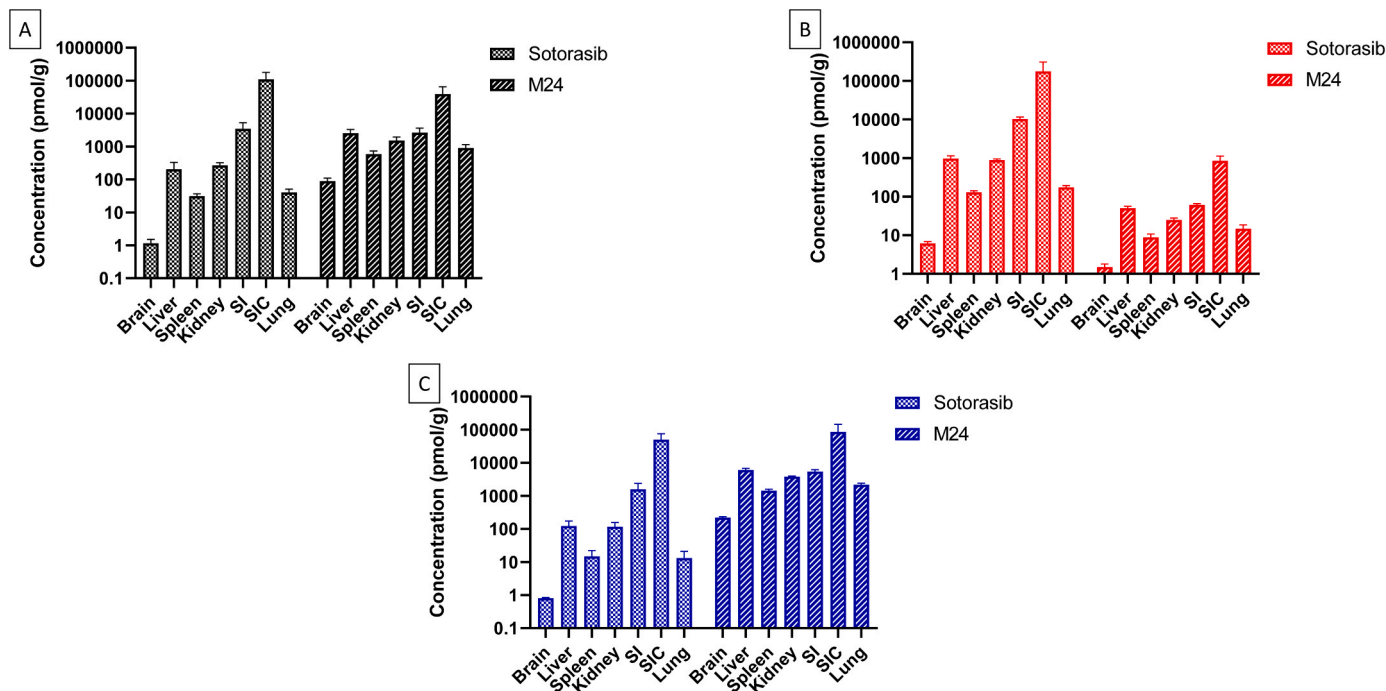 A
Concentration (pmol/g)
1000000
100000
10000
1000
100
10
1
0.1
Brain
Liver
Spleen
Kidney
SI
SIC
Lung
Brain
Liver
Spleen
Kidney
SI
SIC
Lung
Sotorasib
M24
B
Concentration (pmol/g)
1000000
100000
10000
1000
100
10
1
Brain
Liver
Spleen
Kidney
SI
SIC
Lung
Brain
Liver
Spleen
Kidney
SI
SIC
Lung
Sotorasib
M24
C
Concentration (pmol/g)
1000000
100000
10000
1000
100
10
1
0.1
Brain
Liver
Spleen
Kidney
SI
SIC
Lung
Brain
Liver
Spleen
Kidney
SI
SIC
Lung
Sotorasib
M24